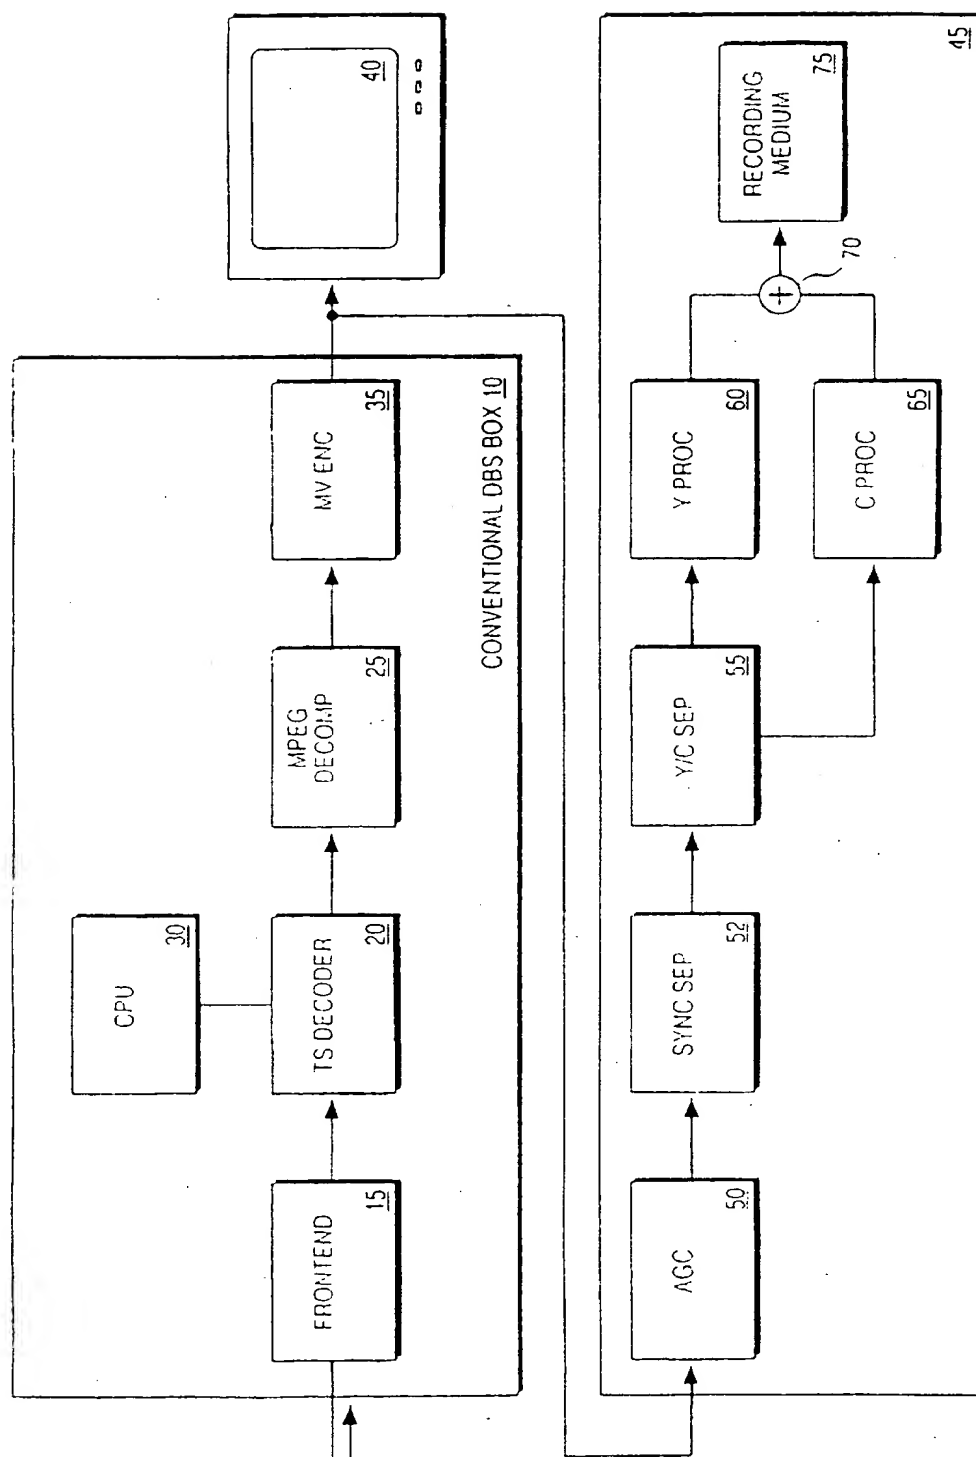 CPU
30
FRONTEND
15
TS DECODER
20
MPEG
DECOMP
25
MV ENC
35
CONVENTIONAL DBS BOX 10
40
AGC
50
SYNC SEP
52
Y/C SEP
55
Y PROC
60
C PROC
65
70
RECORDING
MEDIUM
75
45